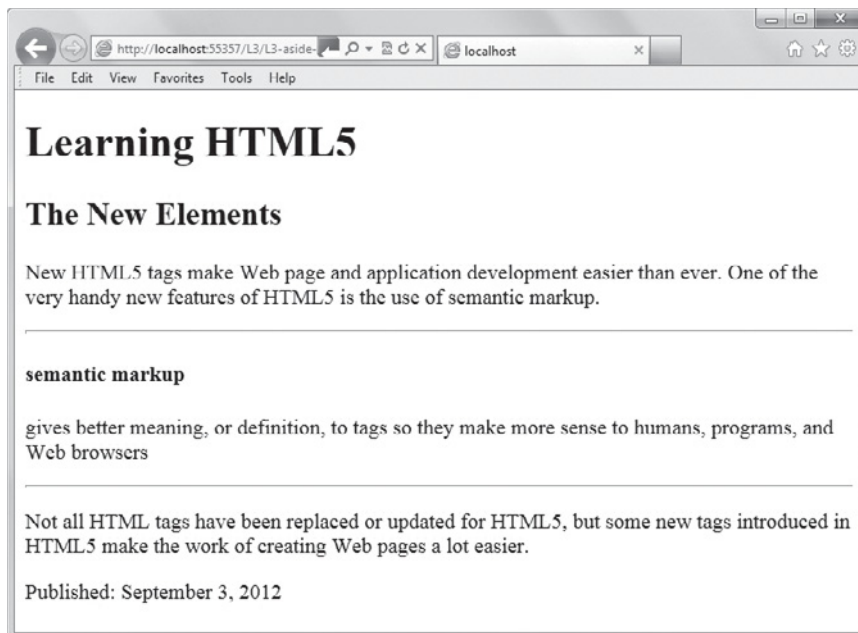 http://localhost:55357/L3/L3-aside-
localhost
File Edit View Favorites Tools Help
Learning HTML5
The New Elements
New HTML5 tags make Web page and application development easier than ever. One of the
very handy new features of HTML5 is the use of semantic markup.
semantic markup
gives better meaning, or definition, to tags so they make more sense to humans, programs, and
Web browsers
Not all HTML tags have been replaced or updated for HTML5, but some new tags introduced in
HTML5 make the work of creating Web pages a lot easier.
Published: September 3, 2012